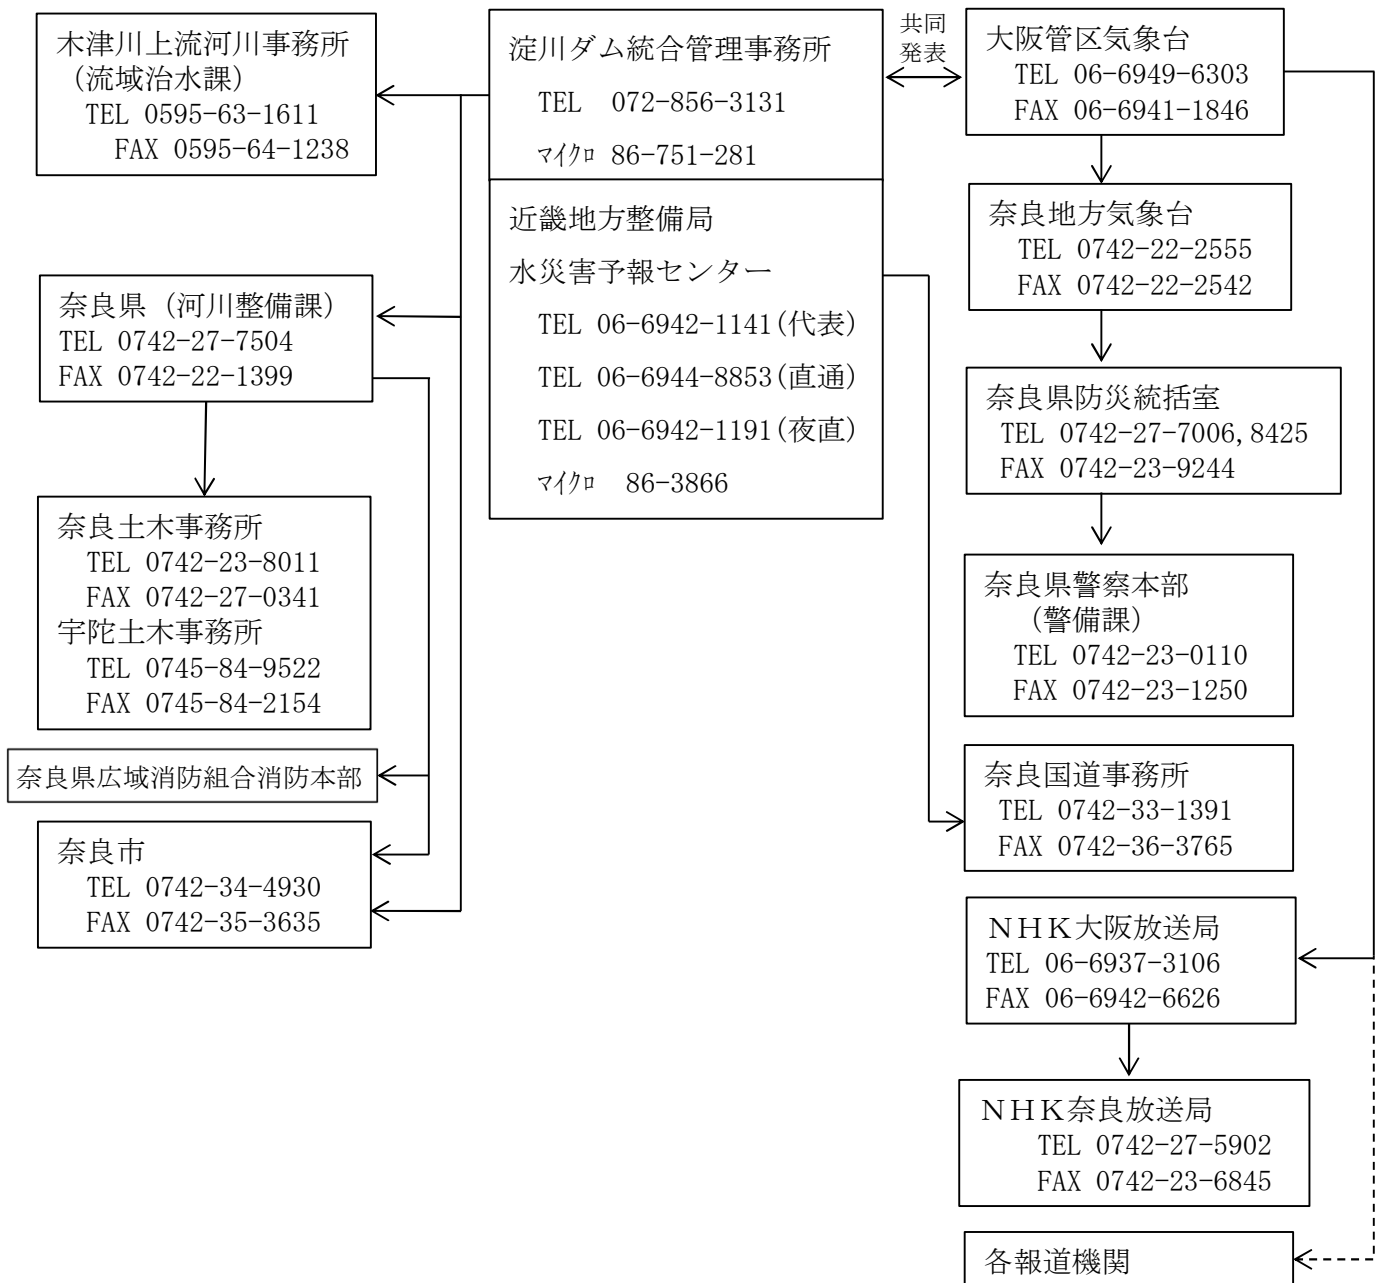 木津川上流河川事務所
(流域治水課)
TEL 0595-63-1611
FAX 0595-64-1238
奈良県 (河川整備課)
TEL 0742-27-7504
FAX 0742-22-1399
奈良土木事務所
TEL 0742-23-8011
FAX 0742-27-0341
宇陀土木事務所
TEL 0745-84-9522
FAX 0745-84-2154
奈良県広域消防組合消防本部
奈良市
TEL 0742-34-4930
FAX 0742-35-3635
淀川ダム統合管理事務所
TEL 072-856-3131
マイクロ 86-751-281
近畿地方整備局
水災害予報センター
TEL 06-6942-1141(代表)
TEL 06-6944-8853(直通)
TEL 06-6942-1191(夜直)
マイクロ 86-3866
共同
発表
大阪管区気象台
TEL 06-6949-6303
FAX 06-6941-1846
奈良地方気象台
TEL 0742-22-2555
FAX 0742-22-2542
奈良県防災統括室
TEL 0742-27-7006,8425
FAX 0742-23-9244
奈良県警察本部
(警備課)
TEL 0742-23-0110
FAX 0742-23-1250
奈良国道事務所
TEL 0742-33-1391
FAX 0742-36-3765
NHK大阪放送局
TEL 06-6937-3106
FAX 06-6942-6626
NHK奈良放送局
TEL 0742-27-5902
FAX 0742-23-6845
各報道機関